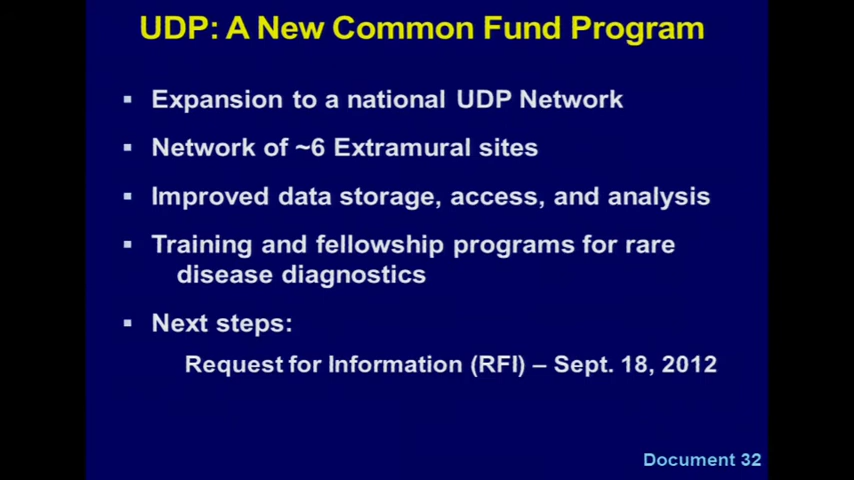 UDP: A New Common Fund Program
▪ Expansion to a national UDP Network
▪ Network of ~6 Extramural sites
▪ Improved data storage, access, and analysis
▪ Training and fellowship programs for rare
disease diagnostics
▪ Next steps:
Request for Information (RFI) – Sept. 18, 2012
Document 32